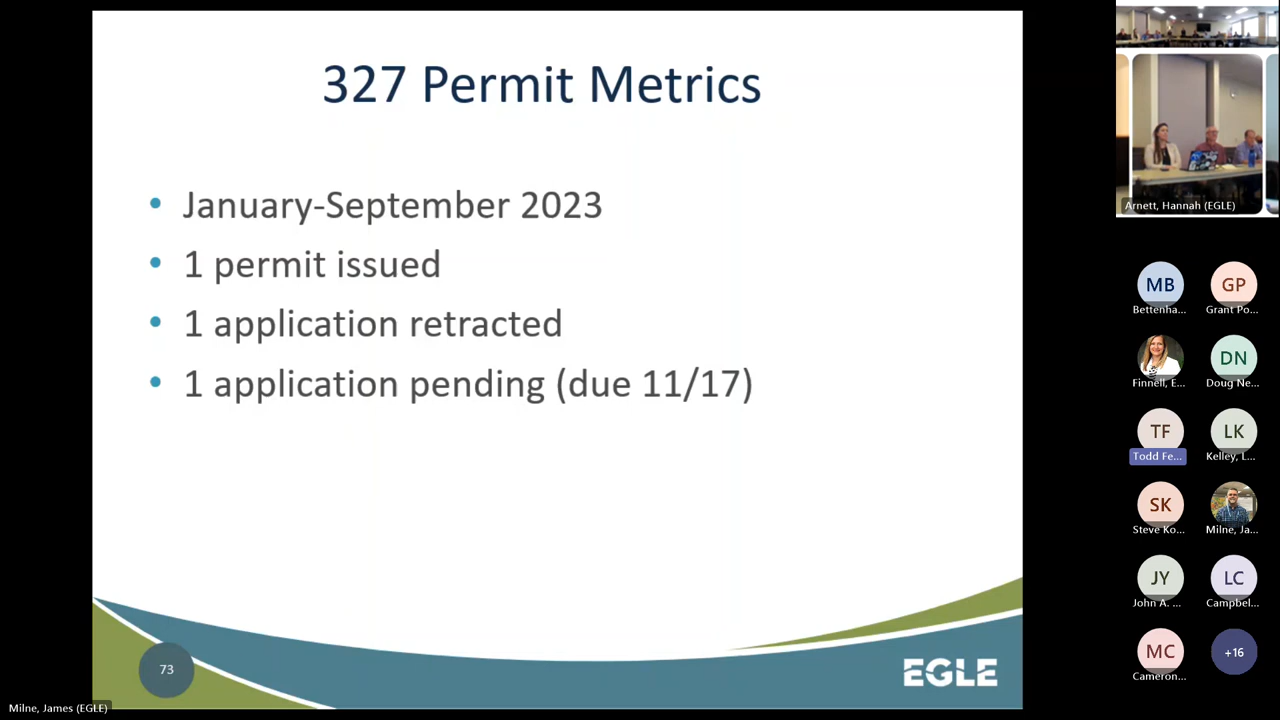 327 Permit Metrics
January-September 2023
1 permit issued
1 application retracted
1 application pending (due 11/17)
73
EGLE
Milne, James (EGLE)
Arnett, Hannah (EGLE)
MB
GP
Bettenha...
Grant Po...
DN
Finnell, E...
Doug Ne...
TF
LK
Todd Fe...
Kelley, L...
SK
Steve Ko...
Milne, Ja...
JY
LC
John A. ...
Campbel...
MC
+16
Cameron...